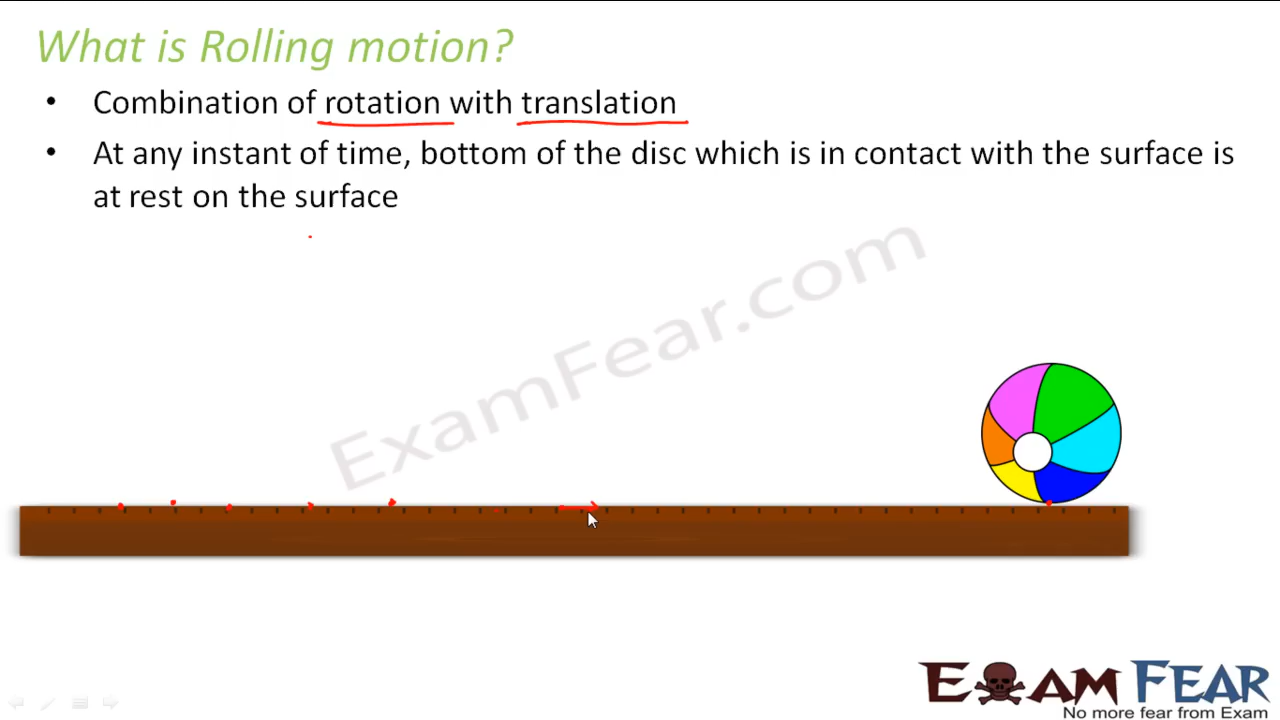 What is Rolling motion?
• Combination of rotation with translation
• At any instant of time, bottom of the disc which is in contact with the surface is
at rest on the surface
ExamFear.com
EXAM FEAR
No more fear from Exam